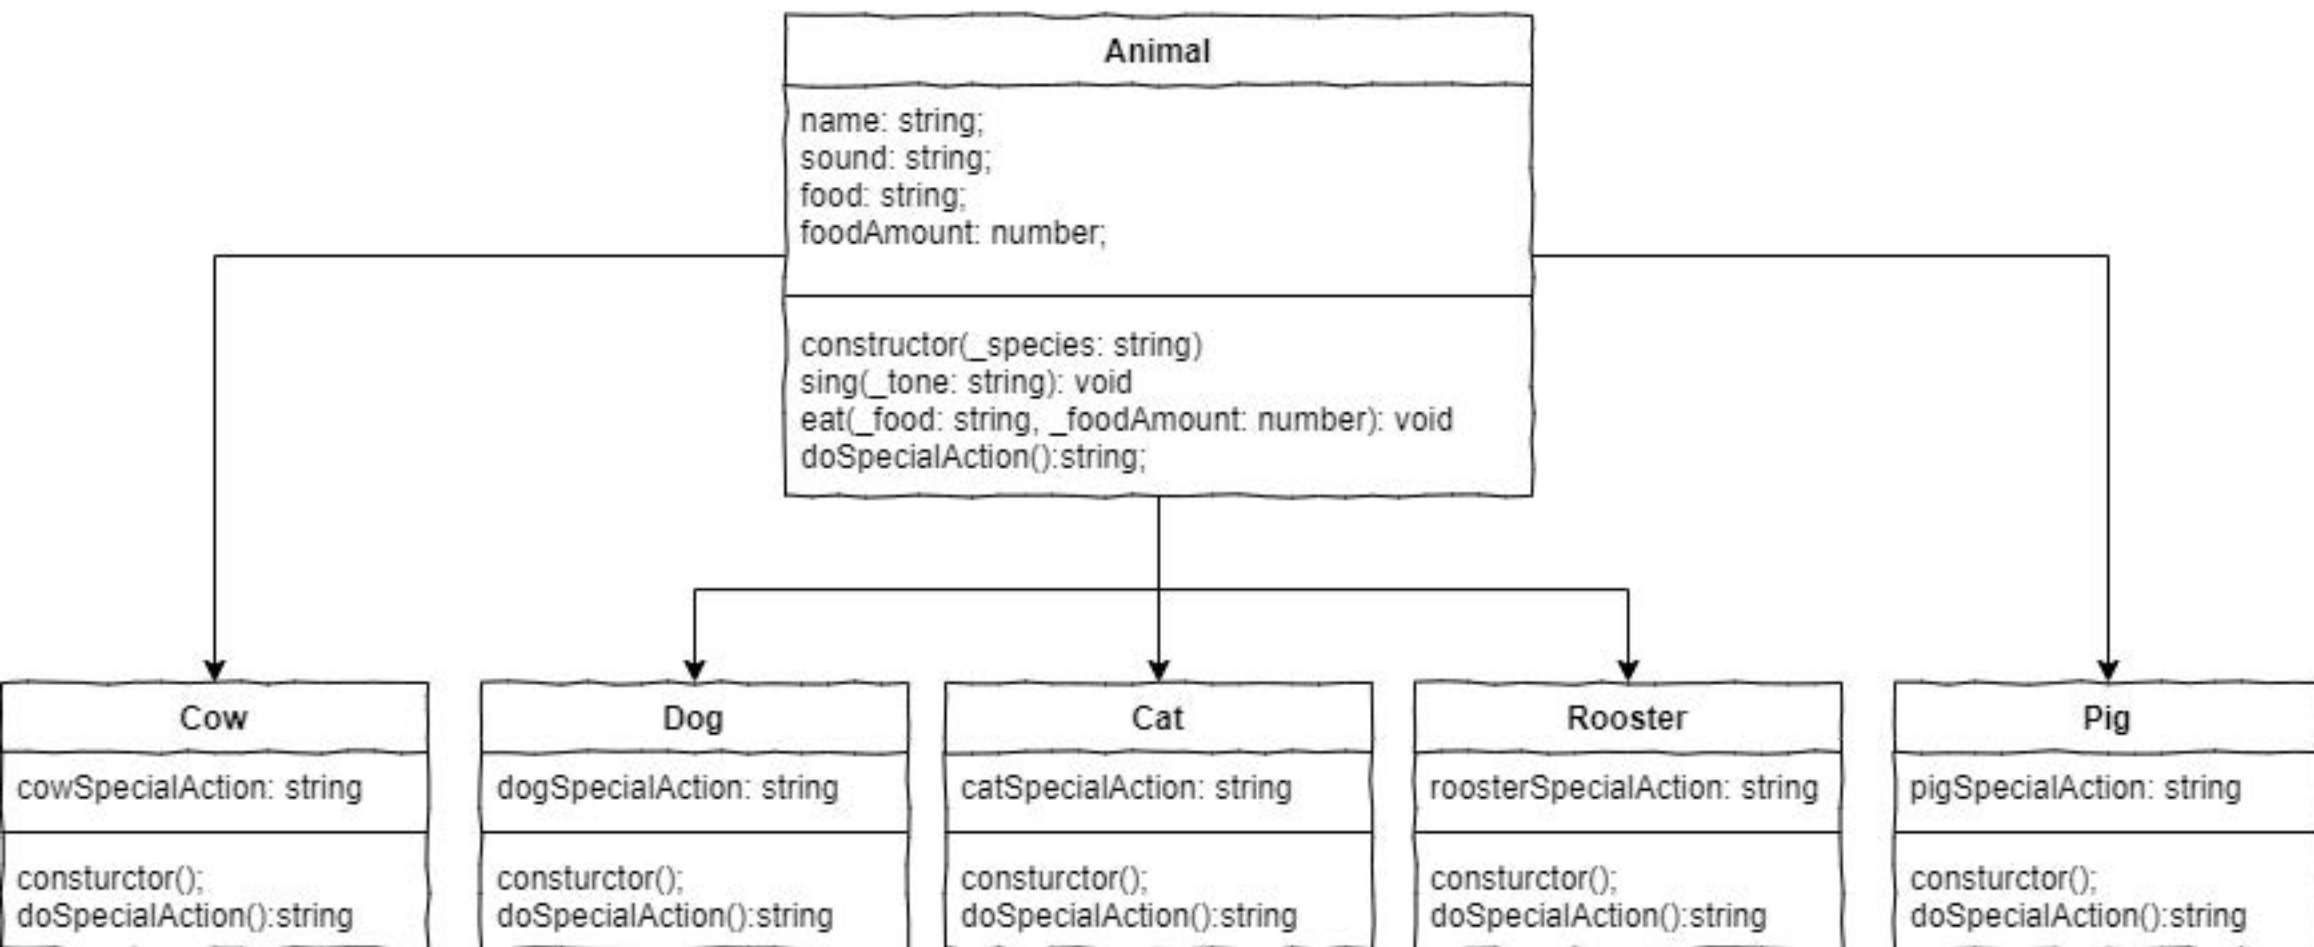 Animal
name: string;
sound: string;
food: string;
foodAmount: number;
constructor(_species: string)
sing(_tone: string): void
eat(_food: string, _foodAmount: number): void
doSpecialAction():string;
Cow
cowSpecialAction: string
consturctor();
doSpecialAction():string
Dog
dogSpecialAction: string
consturctor();
doSpecialAction():string
Cat
catSpecialAction: string
consturctor();
doSpecialAction():string
Rooster
roosterSpecialAction: string
consturctor();
doSpecialAction():string
Pig
pigSpecialAction: string
consturctor();
doSpecialAction():string